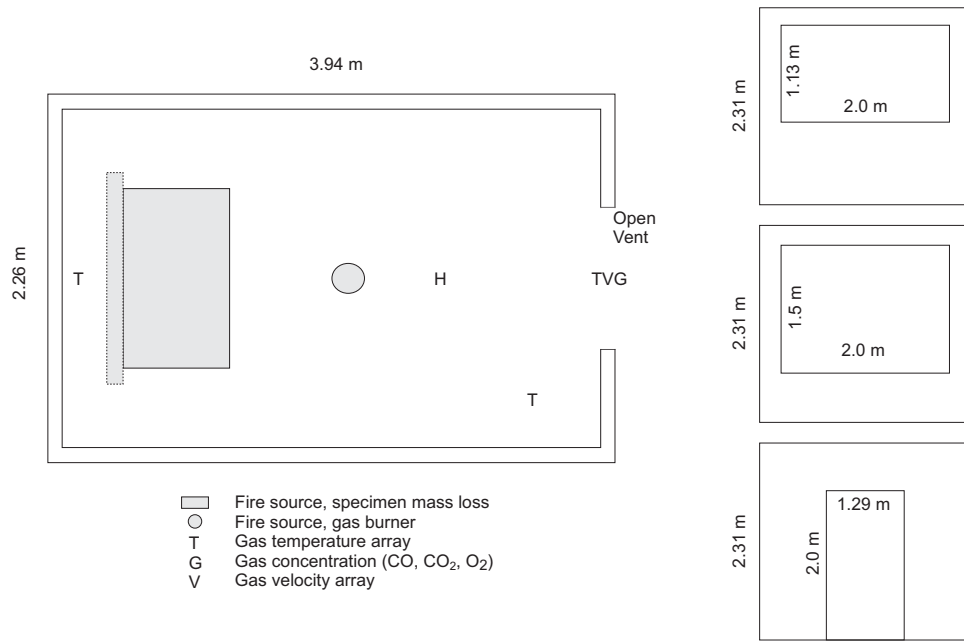 3.94 m
2.26 m
T
H
Open
Vent
TVG
T
Fire source, specimen mass loss
Fire source, gas burner
T Gas temperature array
G Gas concentration (CO, CO₂, O₂)
V Gas velocity array
2.31 m
1.13 m
2.0 m
2.31 m
1.5 m
2.0 m
2.31 m
1.29 m
2.0 m